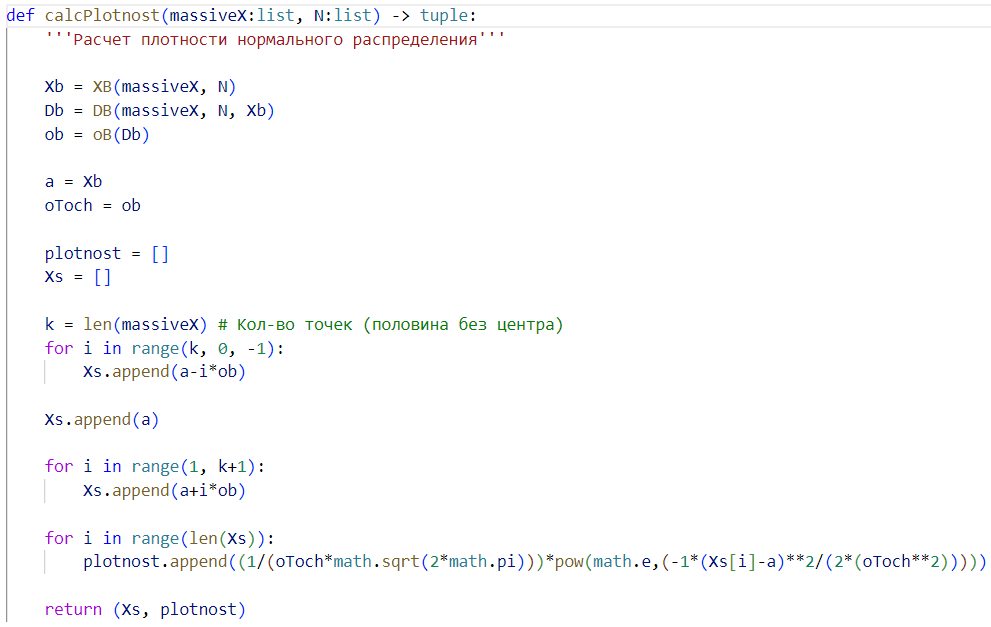 def calcPlotnost(massiveX:list, N:list) -> tuple:
    '''Расчет плотности нормального распределения'''
    Xb = XB(massiveX, N)
    Db = DB(massiveX, N, Xb)
    ob = oB(Db)
    a = Xb
    oToch = ob
    plotnost = []
    Xs = []
    k = len(massiveX) # Кол-во точек (половина без центра)
    for i in range(k, 0, -1):
        Xs.append(a-i*ob)
    Xs.append(a)
    for i in range(1, k+1):
        Xs.append(a+i*ob)
    for i in range(len(Xs)):
        plotnost.append((1/(oToch*math.sqrt(2*math.pi)))*pow(math.e,(-1*(Xs[i]-a)**2/(2*(oToch**2)))))
    return (Xs, plotnost)